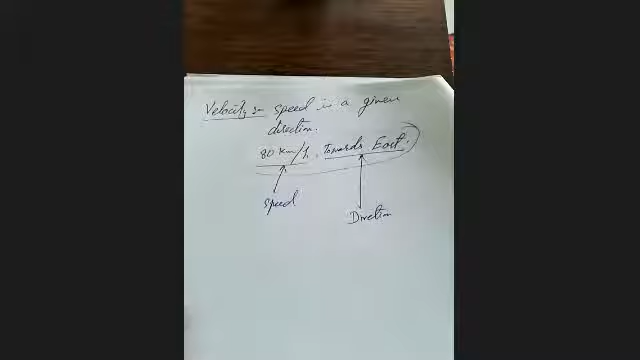 Velocity :- speed in a given
direction.
80 km/h, Towards East.
speed
Direction